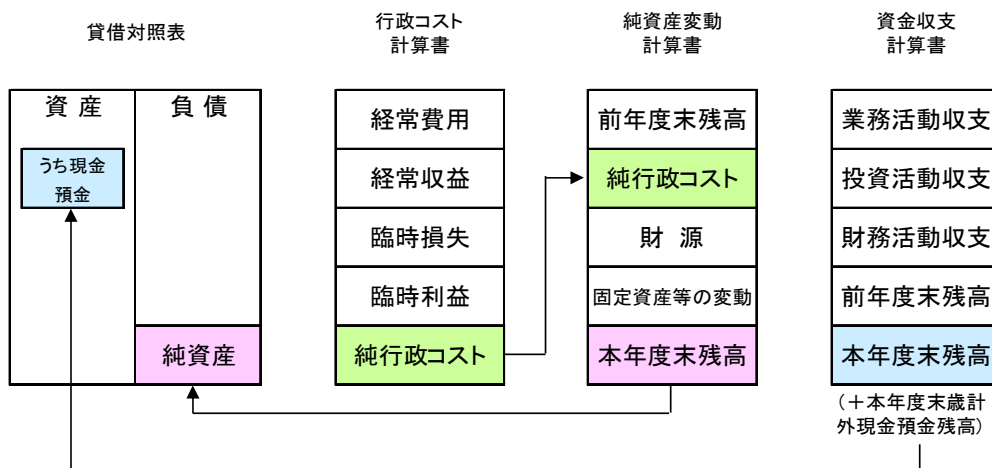 貸借対照表
行政コスト
計算書
純資産変動
計算書
資金収支
計算書
資 産
負 債
うち現金
預金
純資産
経常費用
経常収益
臨時損失
臨時利益
純行政コスト
前年度末残高
純行政コスト
財 源
固定資産等の変動
本年度末残高
業務活動収支
投資活動収支
財務活動収支
前年度末残高
本年度末残高
(＋本年度末歳計
外現金預金残高)